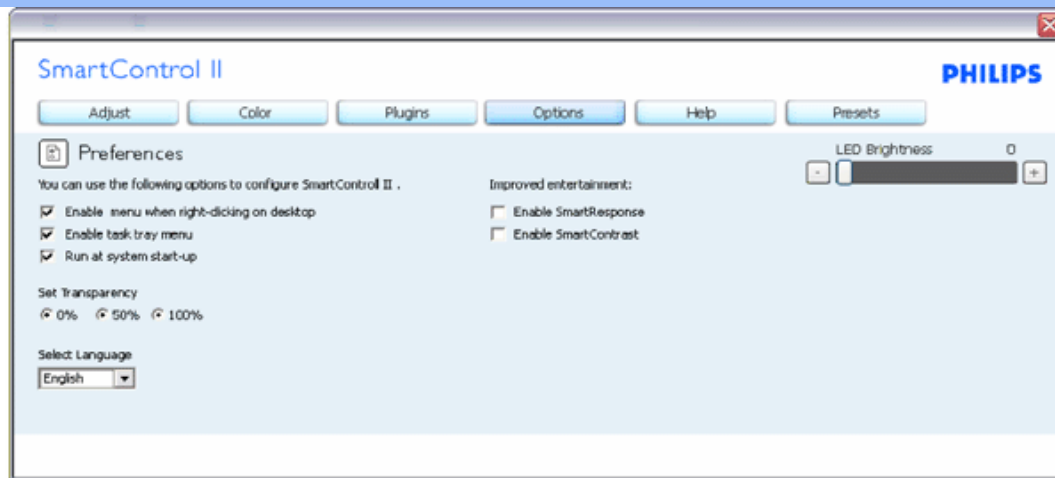 SmartControl II
PHILIPS
Adjust
Color
Plugins
Options
Help
Presets
Preferences
LED Brightness 0
- +
You can use the following options to configure SmartControl II .
Enable menu when right-clicking on desktop
Enable task tray menu
Run at system start-up
Improved entertainment:
Enable SmartResponse
Enable SmartContrast
Set Transparency
0% 50% 100%
Select Language
English